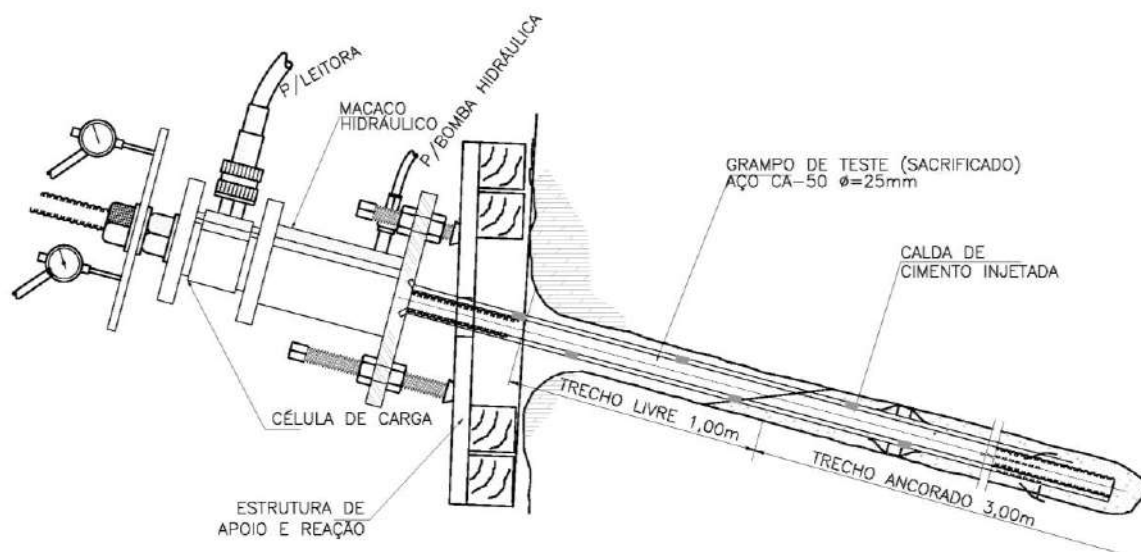 P/LEITORA
MACACO
HIDRÁULICO
P/BOMBA HIDRÁULICA
GRAMPO DE TESTE (SACRIFICADO)
AÇO CA-50 ø=25mm
CALDA DE
CIMENTO INJETADA
CÉLULA DE CARGA
TRECHO LIVRE 1,00m
TRECHO ANCORADO 3,00m
ESTRUTURA DE
APOIO E REAÇÃO